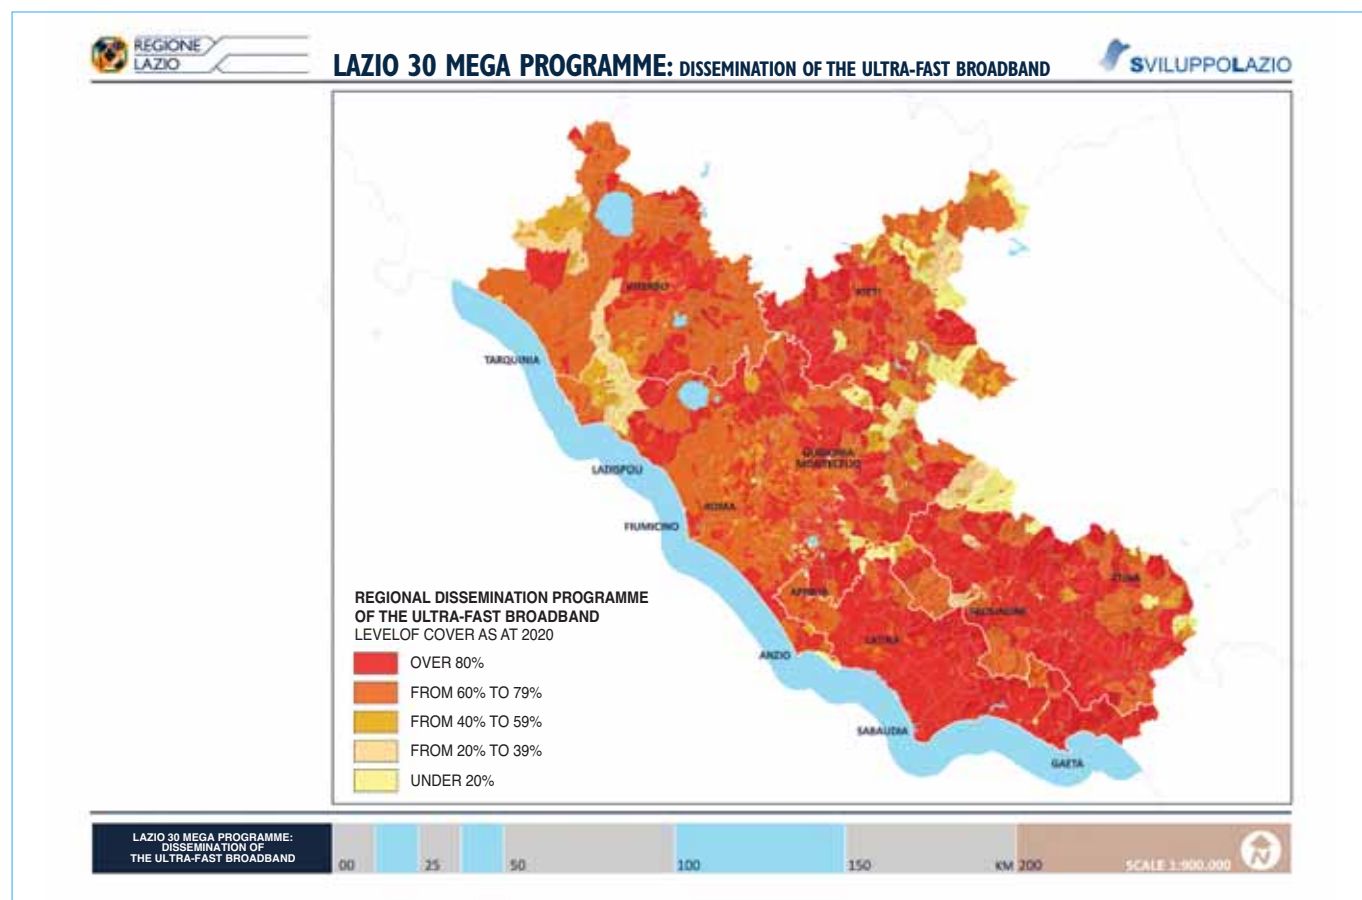 REGIONE
LAZIO
LAZIO 30 MEGA PROGRAMME: DISSEMINATION OF THE ULTRA-FAST BROADBAND
SVILUPPOLAZIO
VITERBO
RIETI
TARQUINIA
GUIDONIA
MONTECELIO
LADISPOLI
ROMA
FIUMICINO
APRILIA
FROSINONE
LATINA
ANZIO
SABAUDIA
GAETA
REGIONAL DISSEMINATION PROGRAMME
OF THE ULTRA-FAST BROADBAND
LEVELOF COVER AS AT 2020
OVER 80%
FROM 60% TO 79%
FROM 40% TO 59%
FROM 20% TO 39%
UNDER 20%
LAZIO 30 MEGA PROGRAMME:
DISSEMINATION OF
THE ULTRA-FAST BROADBAND
00 25 50 100 150 KM 200 SCALE 1:900.000
N